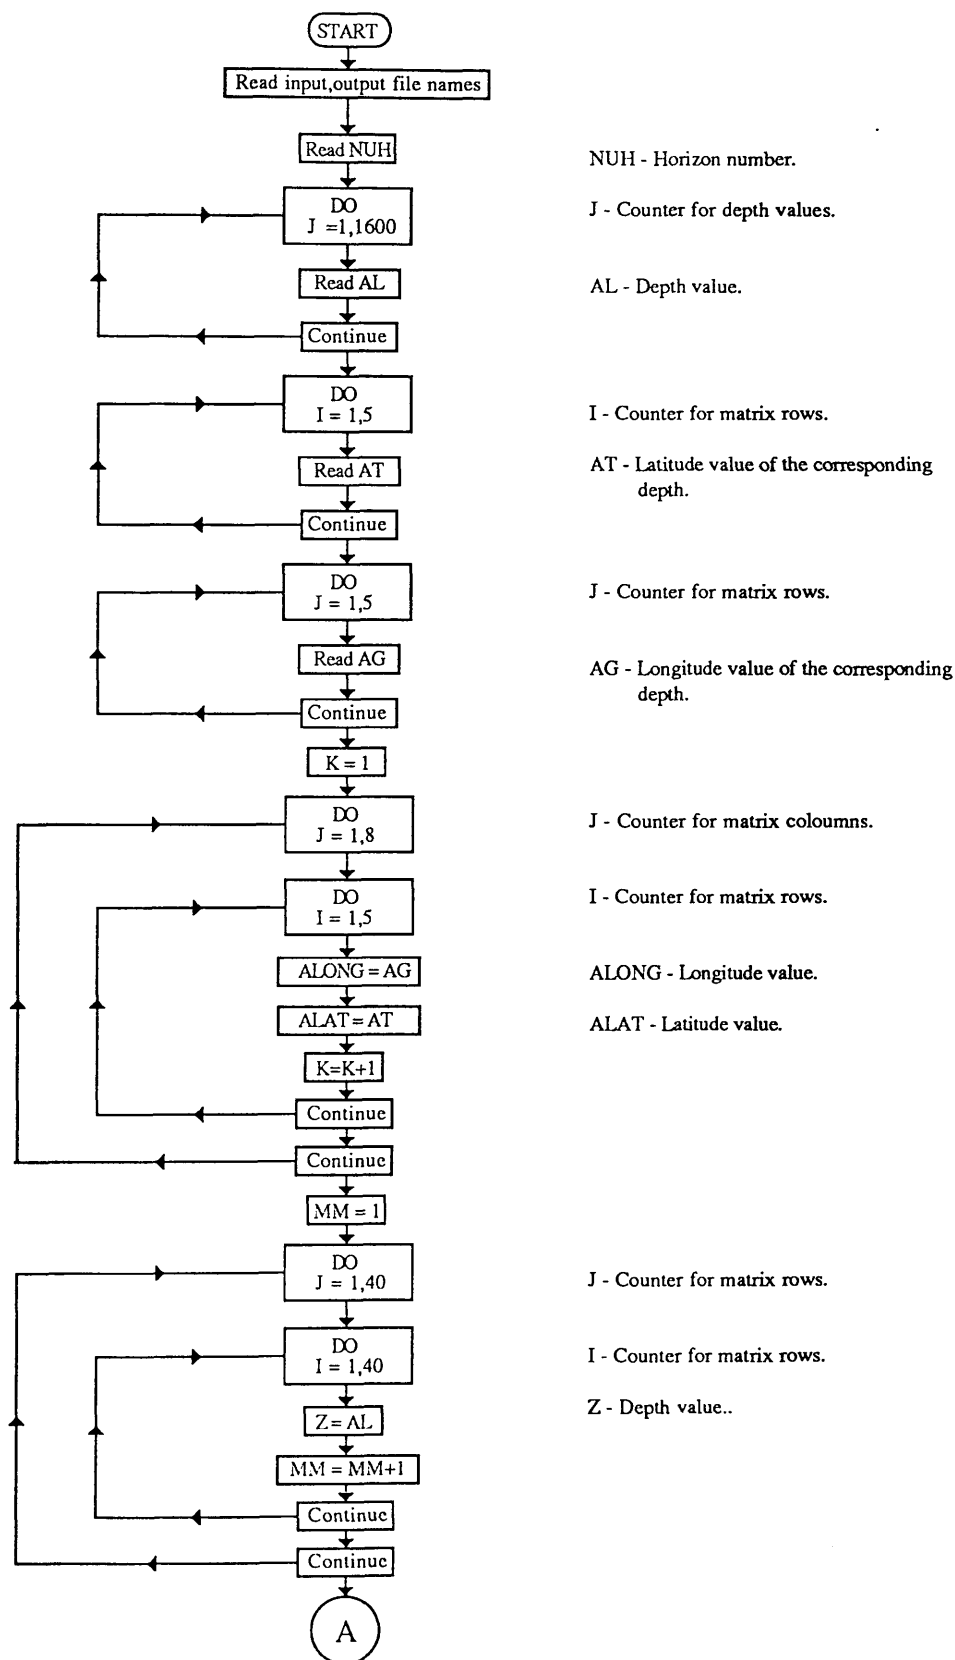 START
Read input,output file names
Read NUH
NUH - Horizon number.
DO
J =1,1600
J - Counter for depth values.
Read AL
AL - Depth value.
Continue
DO
I = 1,5
I - Counter for matrix rows.
Read AT
AT - Latitude value of the corresponding
depth.
Continue
DO
J = 1,5
J - Counter for matrix rows.
Read AG
AG - Longitude value of the corresponding
depth.
Continue
K = 1
DO
J = 1,8
J - Counter for matrix coloumns.
DO
I = 1,5
I - Counter for matrix rows.
ALONG = AG
ALONG - Longitude value.
ALAT = AT
ALAT - Latitude value.
K=K+1
Continue
Continue
MM = 1
DO
J = 1,40
J - Counter for matrix rows.
DO
I = 1,40
I - Counter for matrix rows.
Z = AL
Z - Depth value..
MM = MM+1
Continue
Continue
A